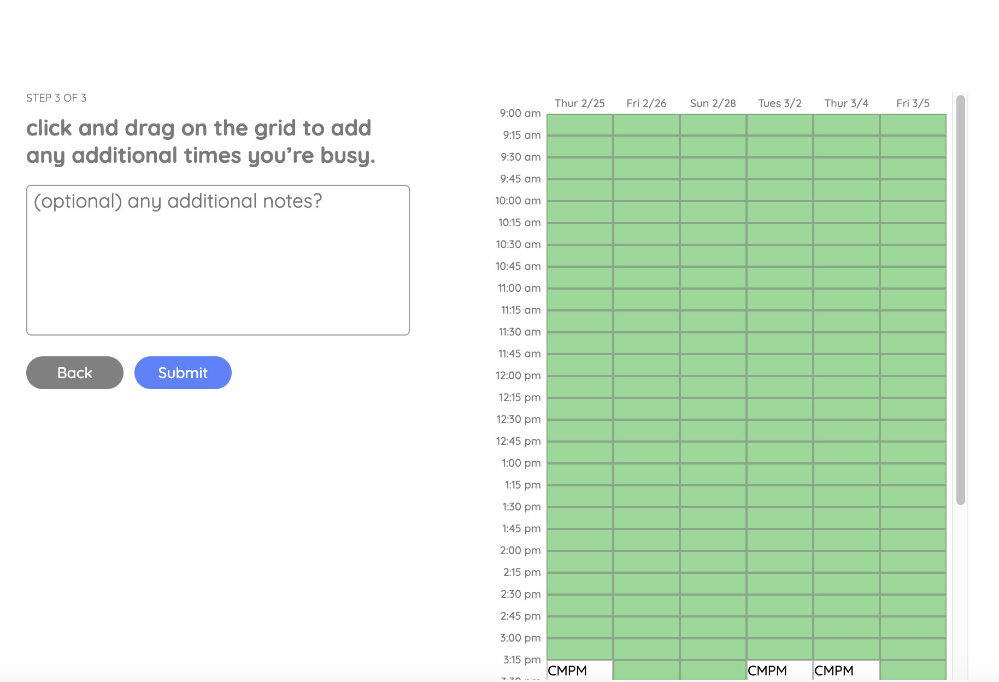 STEP 3 OF 3
click and drag on the grid to add
any additional times you’re busy.
(optional) any additional notes?
Back Submit
Thur 2/25 Fri 2/26 Sun 2/28 Tues 3/2 Thur 3/4 Fri 3/5
9:00 am
9:15 am
9:30 am
9:45 am
10:00 am
10:15 am
10:30 am
10:45 am
11:00 am
11:15 am
11:30 am
11:45 am
12:00 pm
12:15 pm
12:30 pm
12:45 pm
1:00 pm
1:15 pm
1:30 pm
1:45 pm
2:00 pm
2:15 pm
2:30 pm
2:45 pm
3:00 pm
3:15 pm
CMPM CMPM CMPM